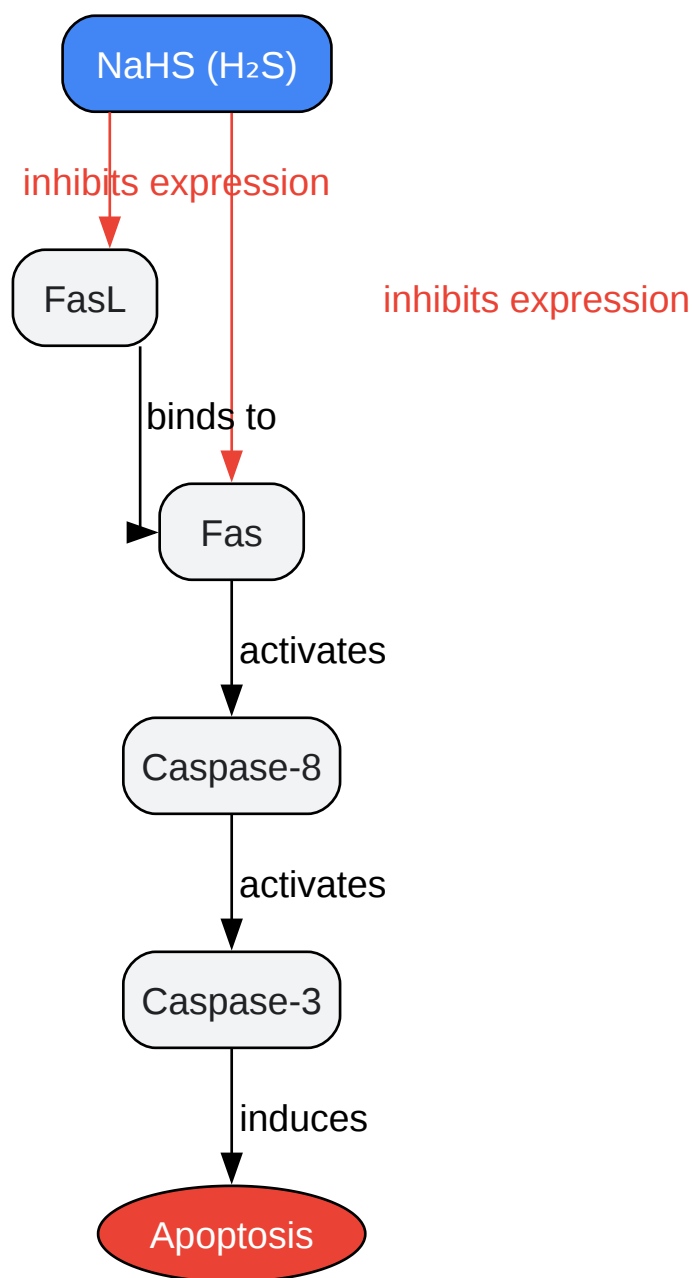 NaHS (H₂S)
inhibits expression
FasL
inhibits expression
binds to
Fas
activates
Caspase-8
activates
Caspase-3
induces
Apoptosis